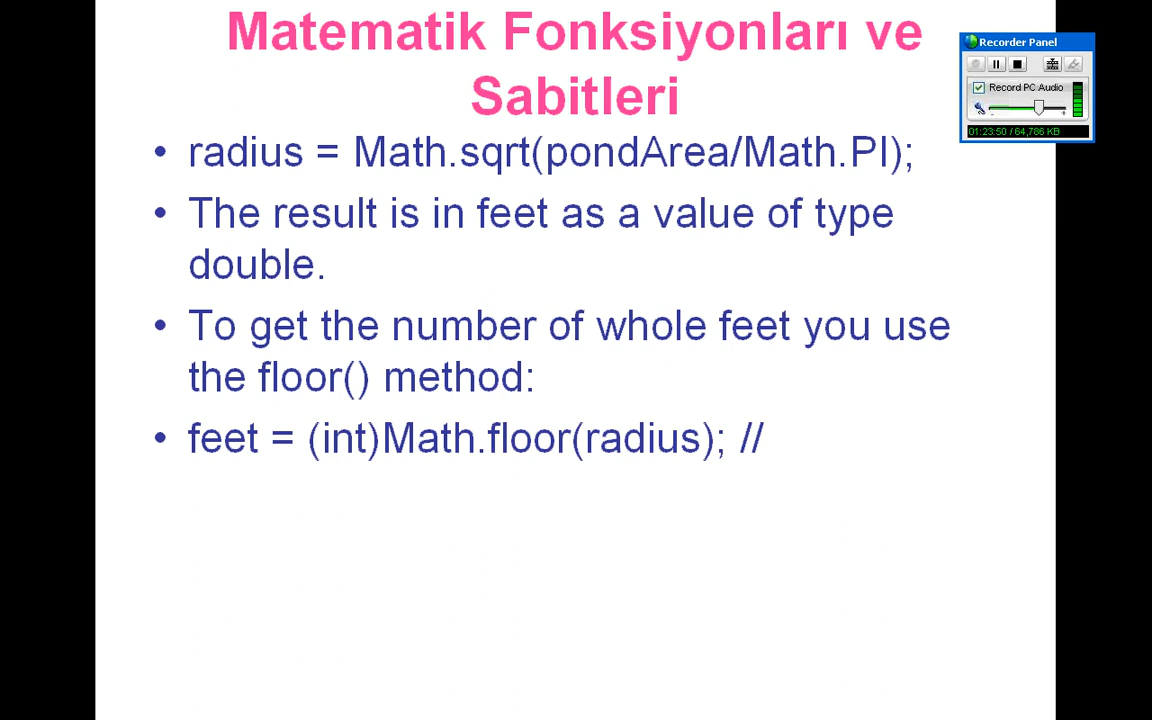 Matematik Fonksiyonları ve
Sabitleri
• radius = Math.sqrt(pondArea/Math.PI);
• The result is in feet as a value of type
double.
• To get the number of whole feet you use
the floor() method:
• feet = (int)Math.floor(radius); //
Recorder Panel
Record PC Audio
01:23:50 / 64,786 KB